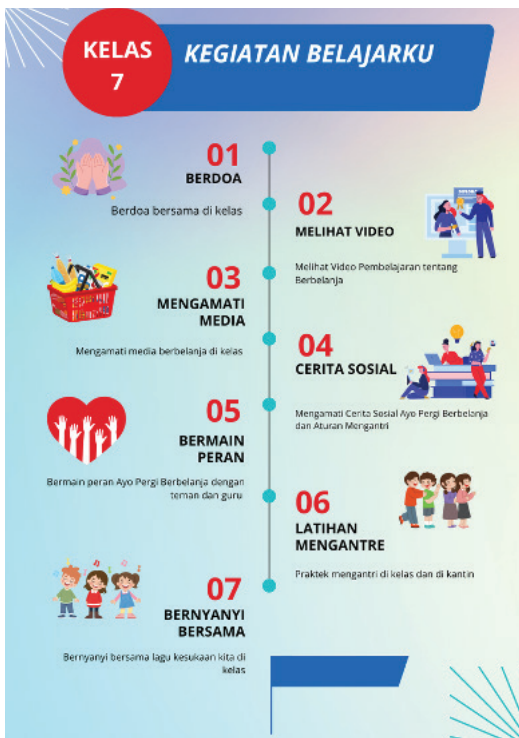 KELAS
7
KEGIATAN BELAJARKU
01
BERDOA
Berdoa bersama di kelas
02
MELIHAT VIDEO
Melihat Video Pembelajaran tentang
Berbelanja
03
MENGAMATI
MEDIA
Mengamati media berbelanja di kelas
04
CERITA SOSIAL
Mengamati Cerita Sosial Ayo Pergi Berbelanja
dan Aturan Mengantri
05
BERMAIN
PERAN
Bermain peran Ayo Pergi Berbelanja dengan
teman dan guru
06
LATIHAN
MENGANTRE
Praktek mengantri di kelas dan di kantin
07
BERNYANYI
BERSAMA
Bernyanyi bersama lagu kesukaan kita di
kelas